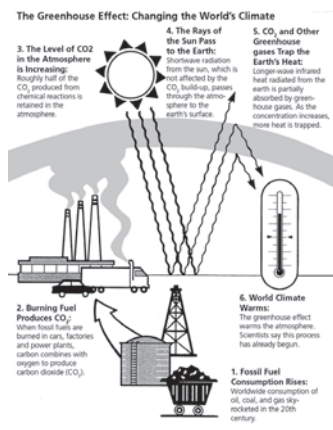 The Greenhouse Effect: Changing the World's Climate
3. The Level of CO2
in the Atmosphere
is Increasing:
Roughly half of the
CO₂ produced from
chemical reactions is
retained in the
atmosphere.
4. The Rays of
the Sun Pass
to the Earth:
Shortwave radiation
from the sun, which is
not affected by the
CO₂ build-up, passes
through the atmo-
sphere to the
earth's surface.
5. CO₂ and Other
Greenhouse
gases Trap the
Earth's Heat:
Longer-wave infrared
heat radiated from the
earth is partially
absorbed by green-
house gases. As the
concentration increases,
more heat is trapped.
2. Burning Fuel
Produces CO₂:
When fossil fuels are
burned in cars, factories
and power plants,
carbon combines with
oxygen to produce
carbon dioxide (CO₂).
6. World Climate
Warms:
The greenhouse effect
warms the atmosphere.
Scientists say this process
has already begun.
1. Fossil Fuel
Consumption Rises:
Worldwide consumption of
oil, coal, and gas sky-
rocketed in the 20th
century.